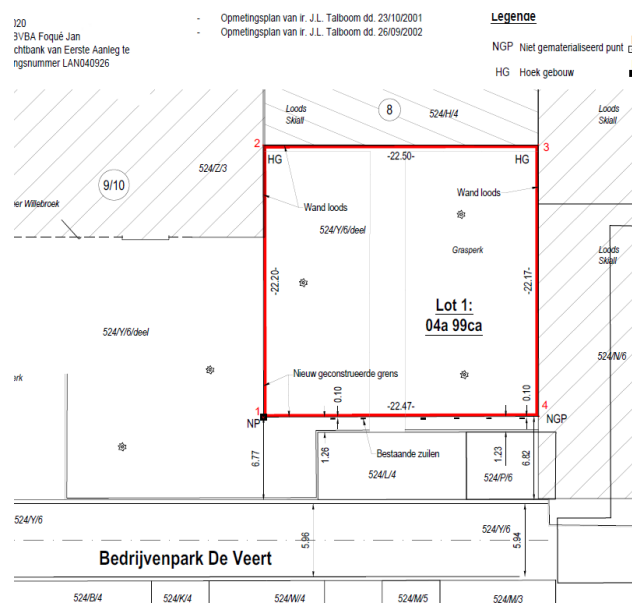 020
BVBA Foqué Jan
chtbank van Eerste Aanleg te
ngsnummer LAN040926
- Opmetingsplan van ir. J.L. Talboom dd. 23/10/2001
- Opmetingsplan van ir. J.L. Talboom dd. 26/09/2002
Legende
NGP Niet gematerialiseerd punt
HG Hoek gebouw
Loods
Skiall
8
524/H/4
Loods
Skiall
2
3
HG
-22.50-
HG
524/Z/3
9/10
Wand loods
Wand loods
ver Willebroek
524/Y/6/deel
Grasperk
Loods
Skiall
-22.20-
-22.17-
Lot 1:
04a 99ca
524/Y/6/deel
524/N/6
erk
Nieuw geconstrueerde grens
0.10
-22.47-
0.10
1
4
NP
NGP
6.77
1.26
Bestaande zuilen
1.23
6.82
524/L/4
524/P/6
524/Y/6
524/Y/6
5.96
5.94
Bedrijvenpark De Veert
524/B/4
524/K/4
524/W/4
524/M/5
524/M/3